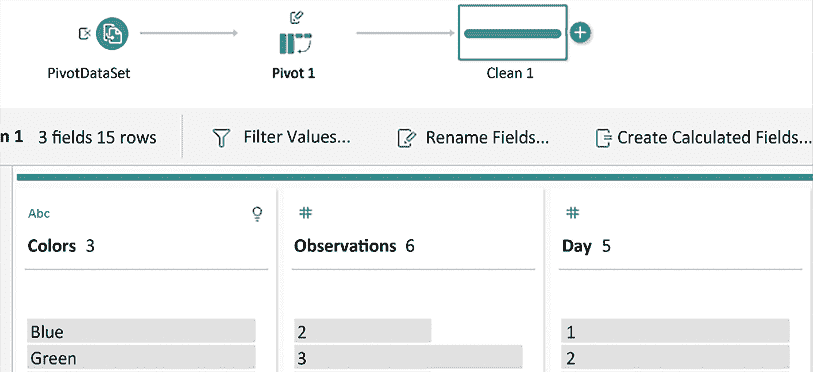 PivotDataSet
Pivot 1
Clean 1
n 1 3 fields 15 rows
Filter Values...
Rename Fields...
Create Calculated Fields...
Abc
#
#
Colors 3
Observations 6
Day 5
Blue
2
1
Green
3
2